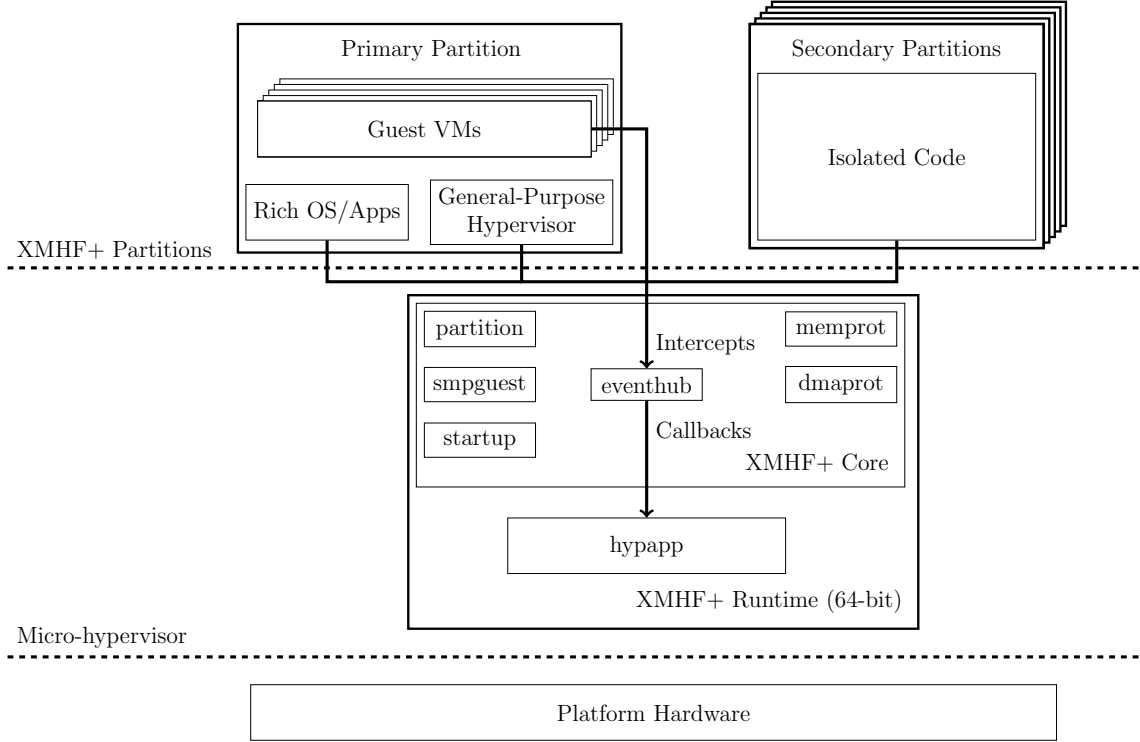 Primary Partition
Secondary Partitions
Guest VMs
Isolated Code
Rich OS/Apps
General-Purpose
Hypervisor
XMHF+ Partitions
partition
memprot
Intercepts
smpguest
eventhub
dmaprot
startup
Callbacks
XMHF+ Core
hypapp
XMHF+ Runtime (64-bit)
Micro-hypervisor
Platform Hardware